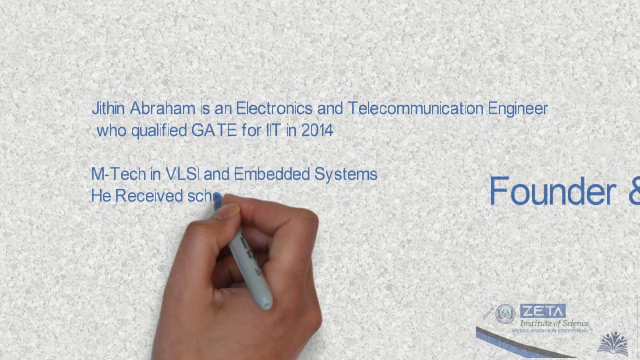 Jithin Abraham is an Electronics and Telecommunication Engineer
who qualified GATE for IIT in 2014
M-Tech in VLSI and Embedded Systems
He Received scho
Founder &
ZETA
Institute of Science